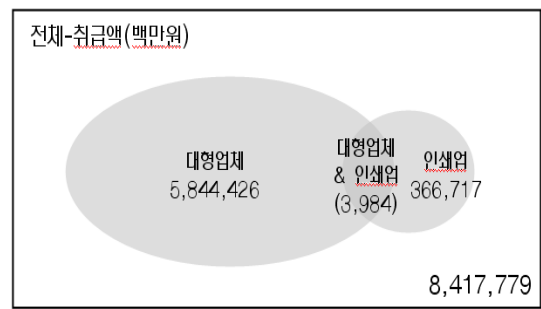 전체-취급액(백만원)
대형업체
5,844,426
대형업체
& 인쇄업
(3,984)
인쇄업
366,717
8,417,779